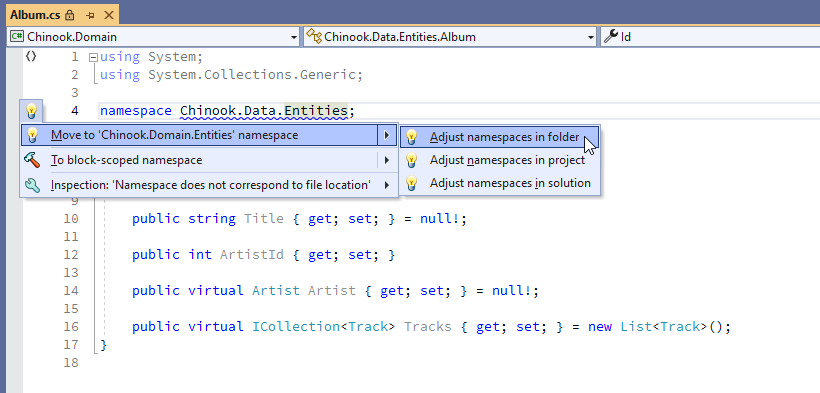 Album.cs
Chinook.Domain
Chinook.Data.Entities.Album
Id
1 using System;
2 using System.Collections.Generic;
3
4 namespace Chinook.Data.Entities;
Move to 'Chinook.Domain.Entities' namespace
To block-scoped namespace
Inspection: 'Namespace does not correspond to file location'
Adjust namespaces in folder
Adjust namespaces in project
Adjust namespaces in solution
9
10 public string Title { get; set; } = null!;
11
12 public int ArtistId { get; set; }
13
14 public virtual Artist Artist { get; set; } = null!;
15
16 public virtual ICollection<Track> Tracks { get; set; } = new List<Track>();
17 }
18